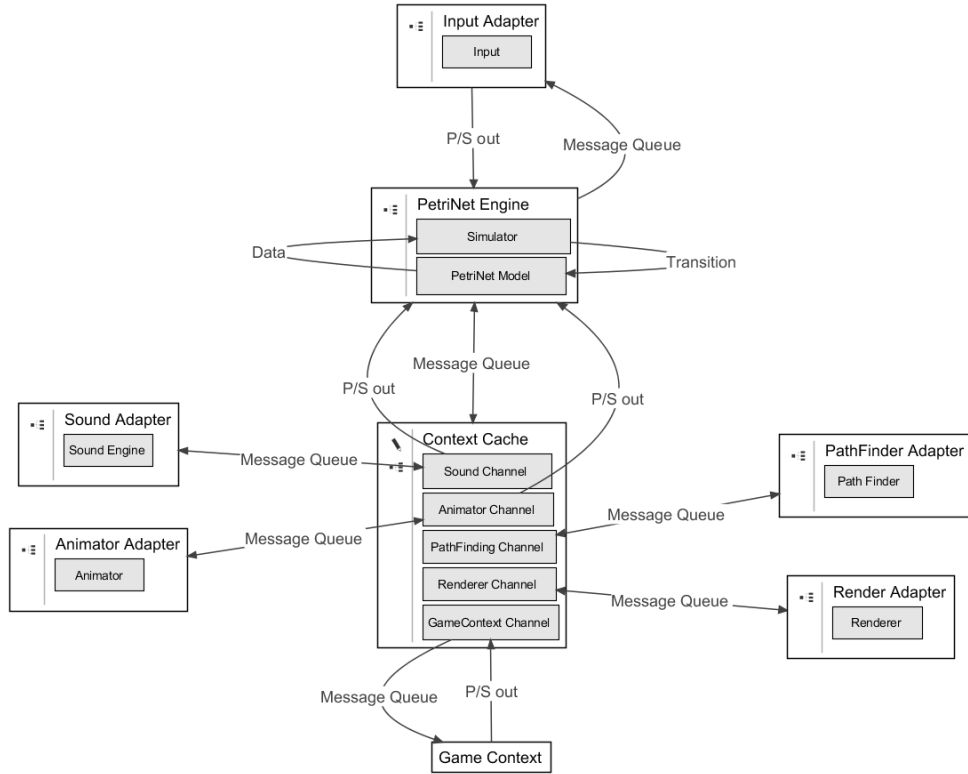 Input Adapter
Input
P/S out
Message Queue
PetriNet Engine
Simulator
Data
Transition
PetriNet Model
Message Queue
P/S out
P/S out
Sound Adapter
Sound Engine
Message Queue
Context Cache
Sound Channel
Animator Channel
PathFinding Channel
Renderer Channel
GameContext Channel
PathFinder Adapter
Path Finder
Message Queue
Animator Adapter
Animator
Message Queue
Render Adapter
Renderer
Message Queue
Message Queue
P/S out
Game Context